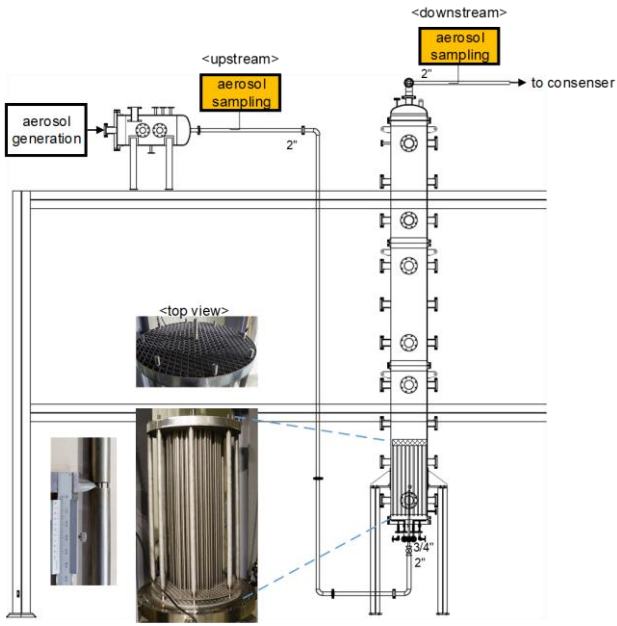 <downstream>
aerosol
sampling
2"
to consenser
<upstream>
aerosol
sampling
aerosol
generation
2"
<top view>
3/4"
2"